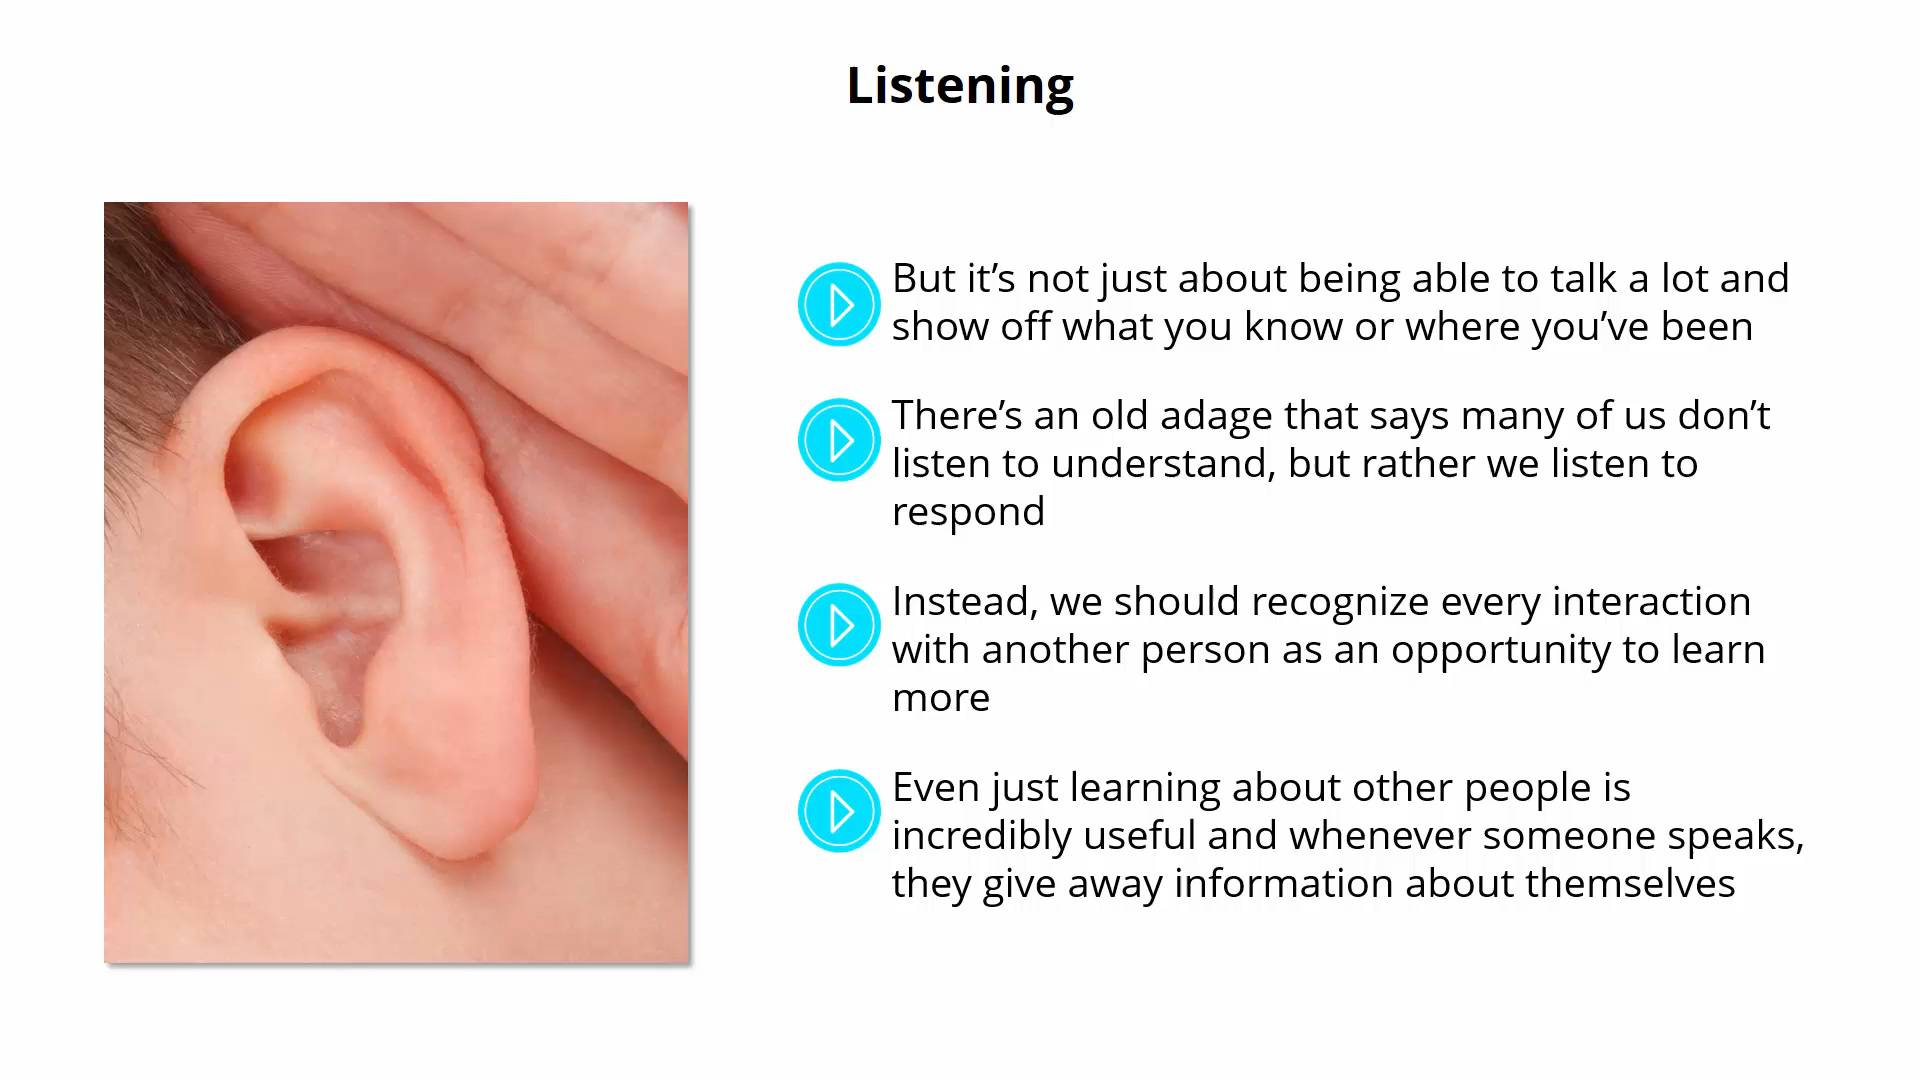 Listening
But it’s not just about being able to talk a lot and
show off what you know or where you’ve been
There’s an old adage that says many of us don’t
listen to understand, but rather we listen to
respond
Instead, we should recognize every interaction
with another person as an opportunity to learn
more
Even just learning about other people is
incredibly useful and whenever someone speaks,
they give away information about themselves